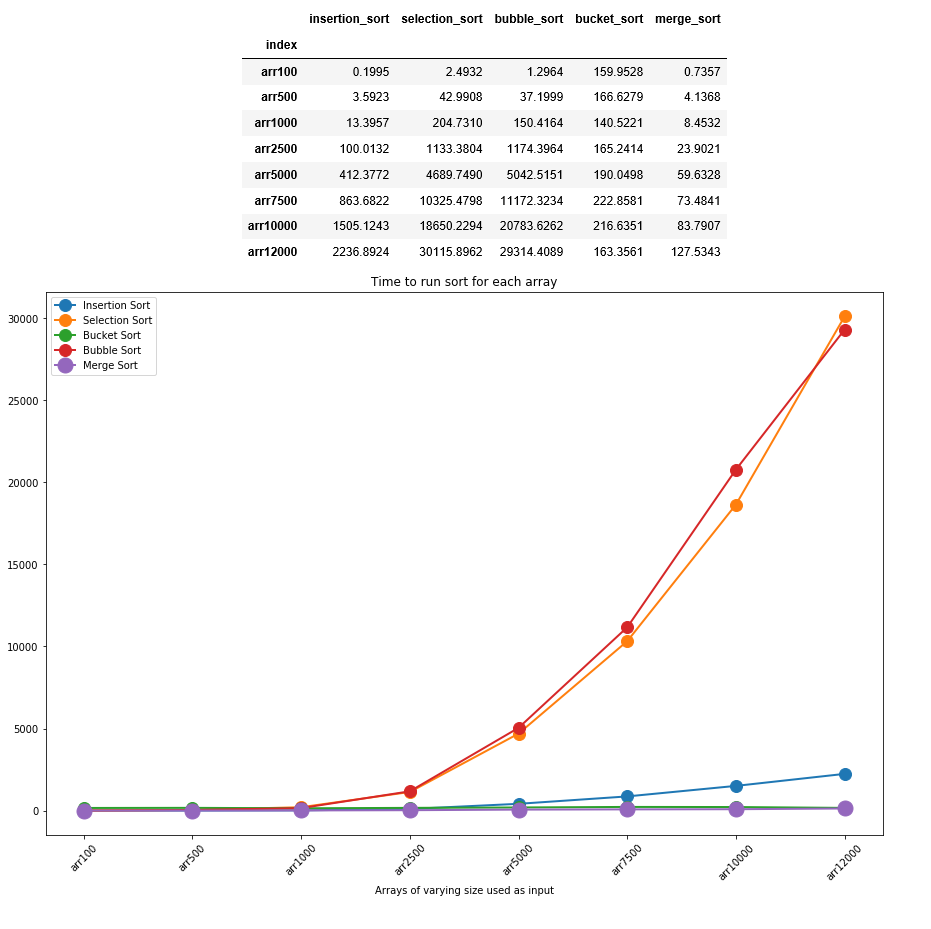 insertion_sort selection_sort bubble_sort bucket_sort merge_sort
index
arr100 0.1995 2.4932 1.2964 159.9528 0.7357
arr500 3.5923 42.9908 37.1999 166.6279 4.1368
arr1000 13.3957 204.7310 150.4164 140.5221 8.4532
arr2500 100.0132 1133.3804 1174.3964 165.2414 23.9021
arr5000 412.3772 4689.7490 5042.5151 190.0498 59.6328
arr7500 863.6822 10325.4798 11172.3234 222.8581 73.4841
arr10000 1505.1243 18650.2294 20783.6262 216.6351 83.7907
arr12000 2236.8924 30115.8962 29314.4089 163.3561 127.5343
Time to run sort for each array
Insertion Sort
Selection Sort
Bucket Sort
Bubble Sort
Merge Sort
30000
25000
20000
15000
10000
5000
0
arr100 arr500 arr1000 arr2500 arr5000 arr7500 arr10000 arr12000
Arrays of varying size used as input